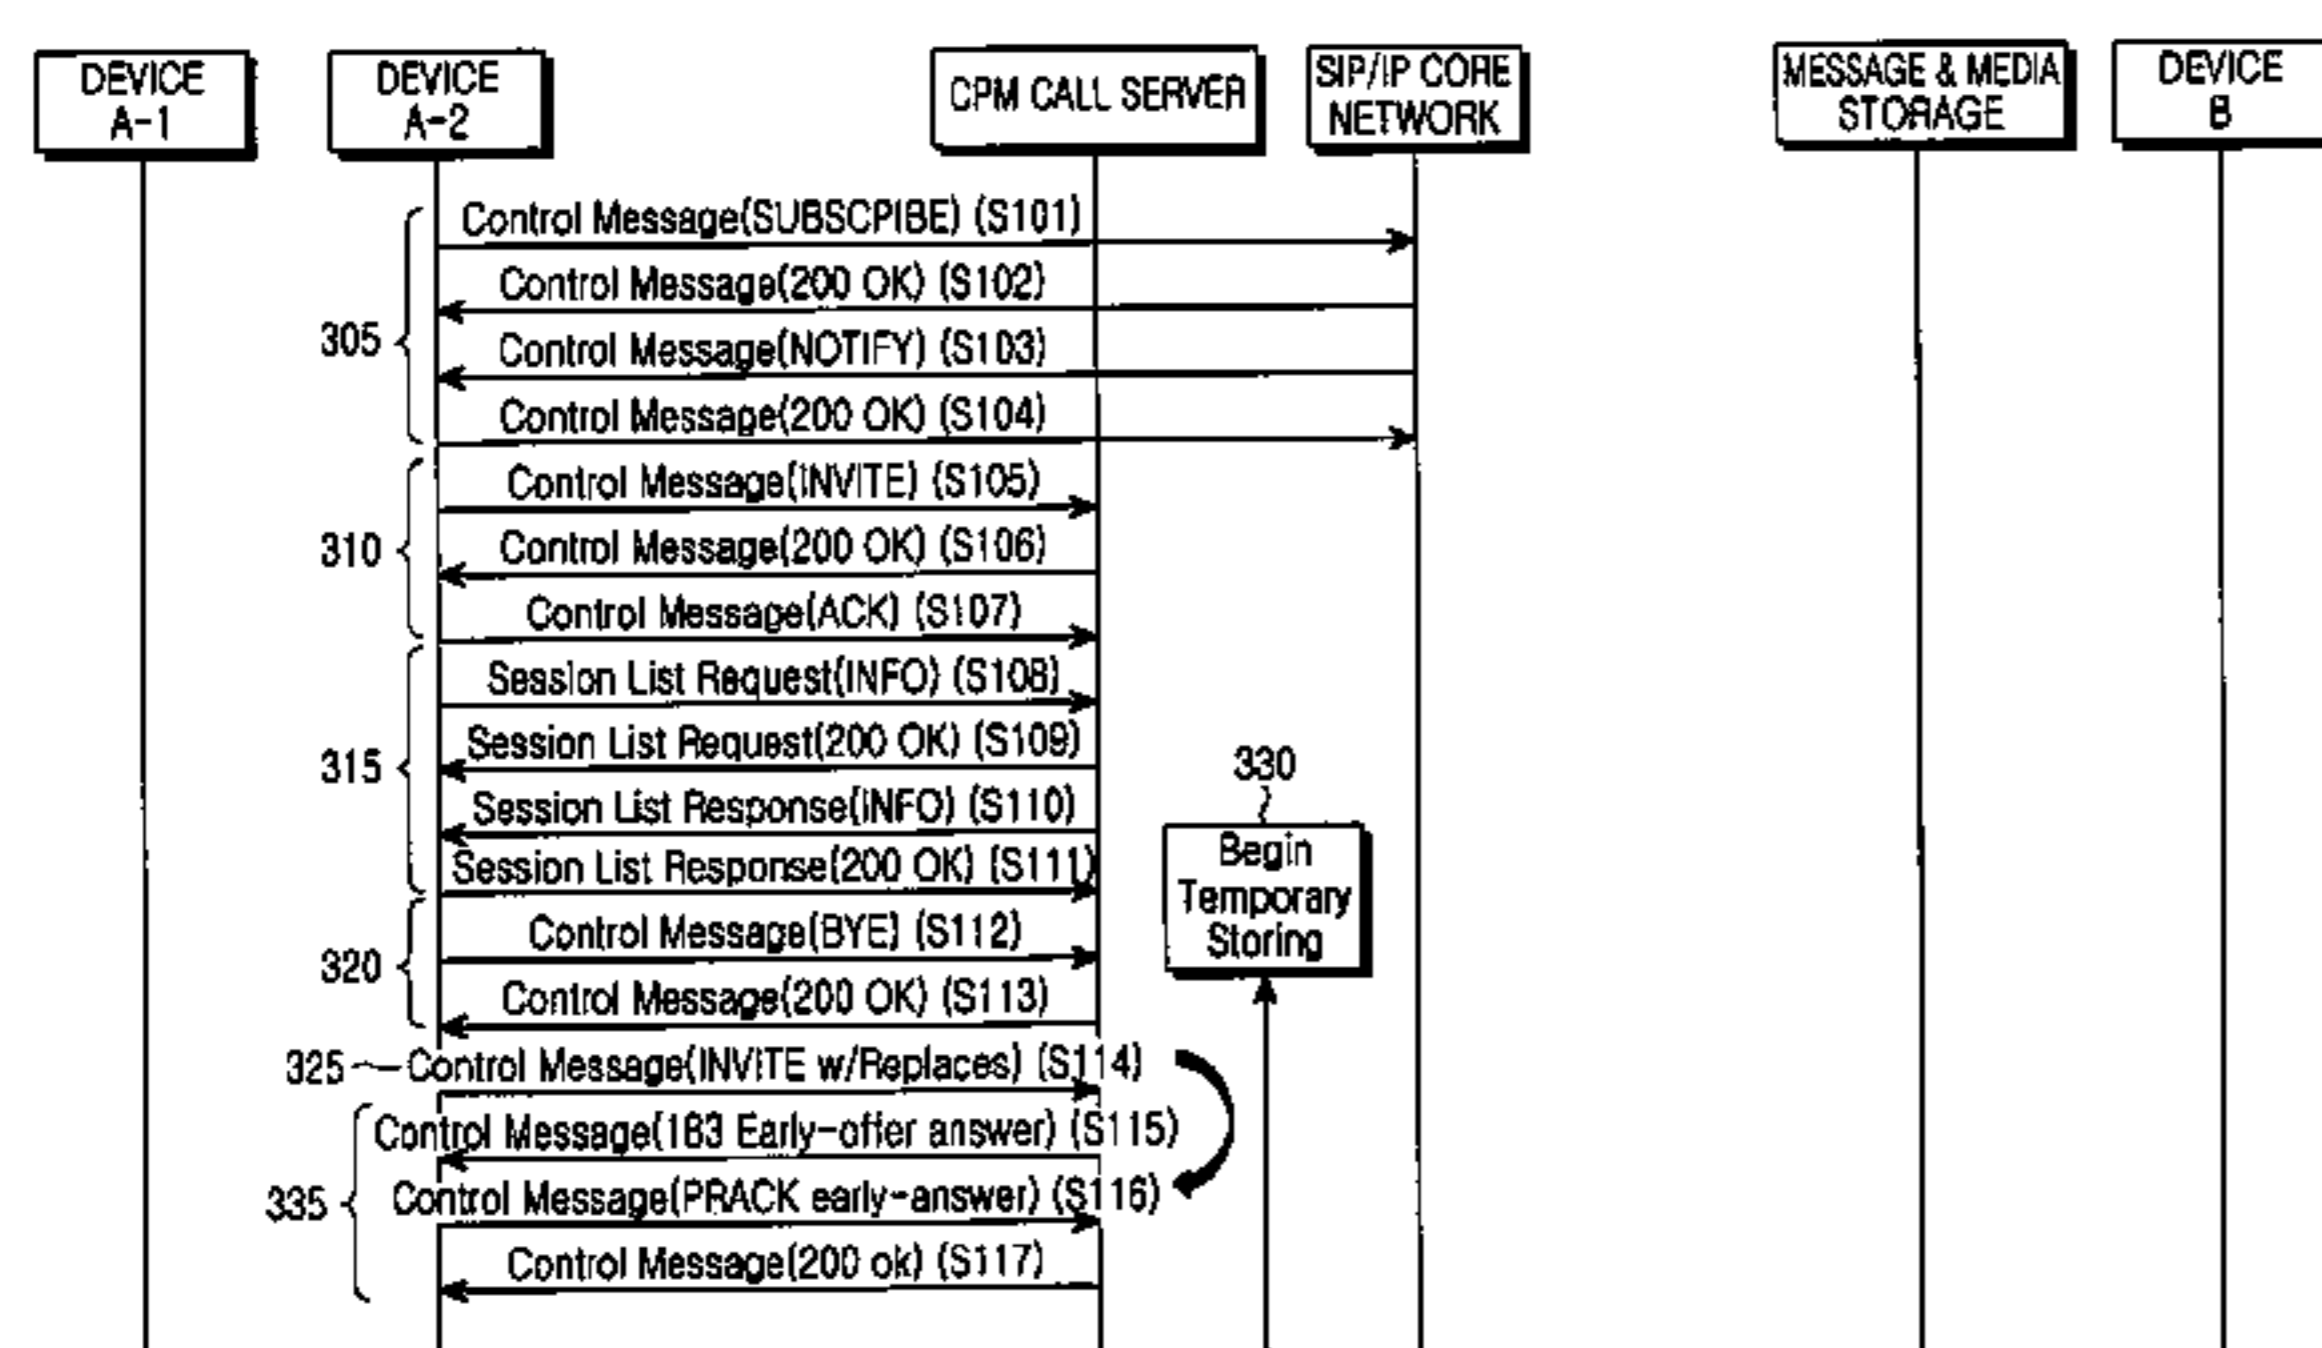 DEVICE
A-1
DEVICE
A-2
CPM CALL SERVER
SIP/IP CORE
NETWORK
MESSAGE & MEDIA
STORAGE
DEVICE
B
Control Message(SUBSCPIBE) (S101)
Control Message(200 OK) (S102)
305
Control Message(NOTIFY) (S103)
Control Message(200 OK) (S104)
Control Message(INVITE) (S105)
310
Control Message(200 OK) (S106)
Control Message(ACK) (S107)
Session List Request(INFO) (S108)
Session List Request(200 OK) (S109)
315
Session List Response(INFO) (S110)
Session List Response(200 OK) (S111)
330
Begin
Temporary
Storing
Control Message(BYE) (S112)
320
Control Message(200 OK) (S113)
325
Control Message(INVITE w/Replaces) (S114)
Control Message(183 Early-offer answer) (S115)
335
Control Message(PRACK early-answer) (S116)
Control Message(200 ok) (S117)